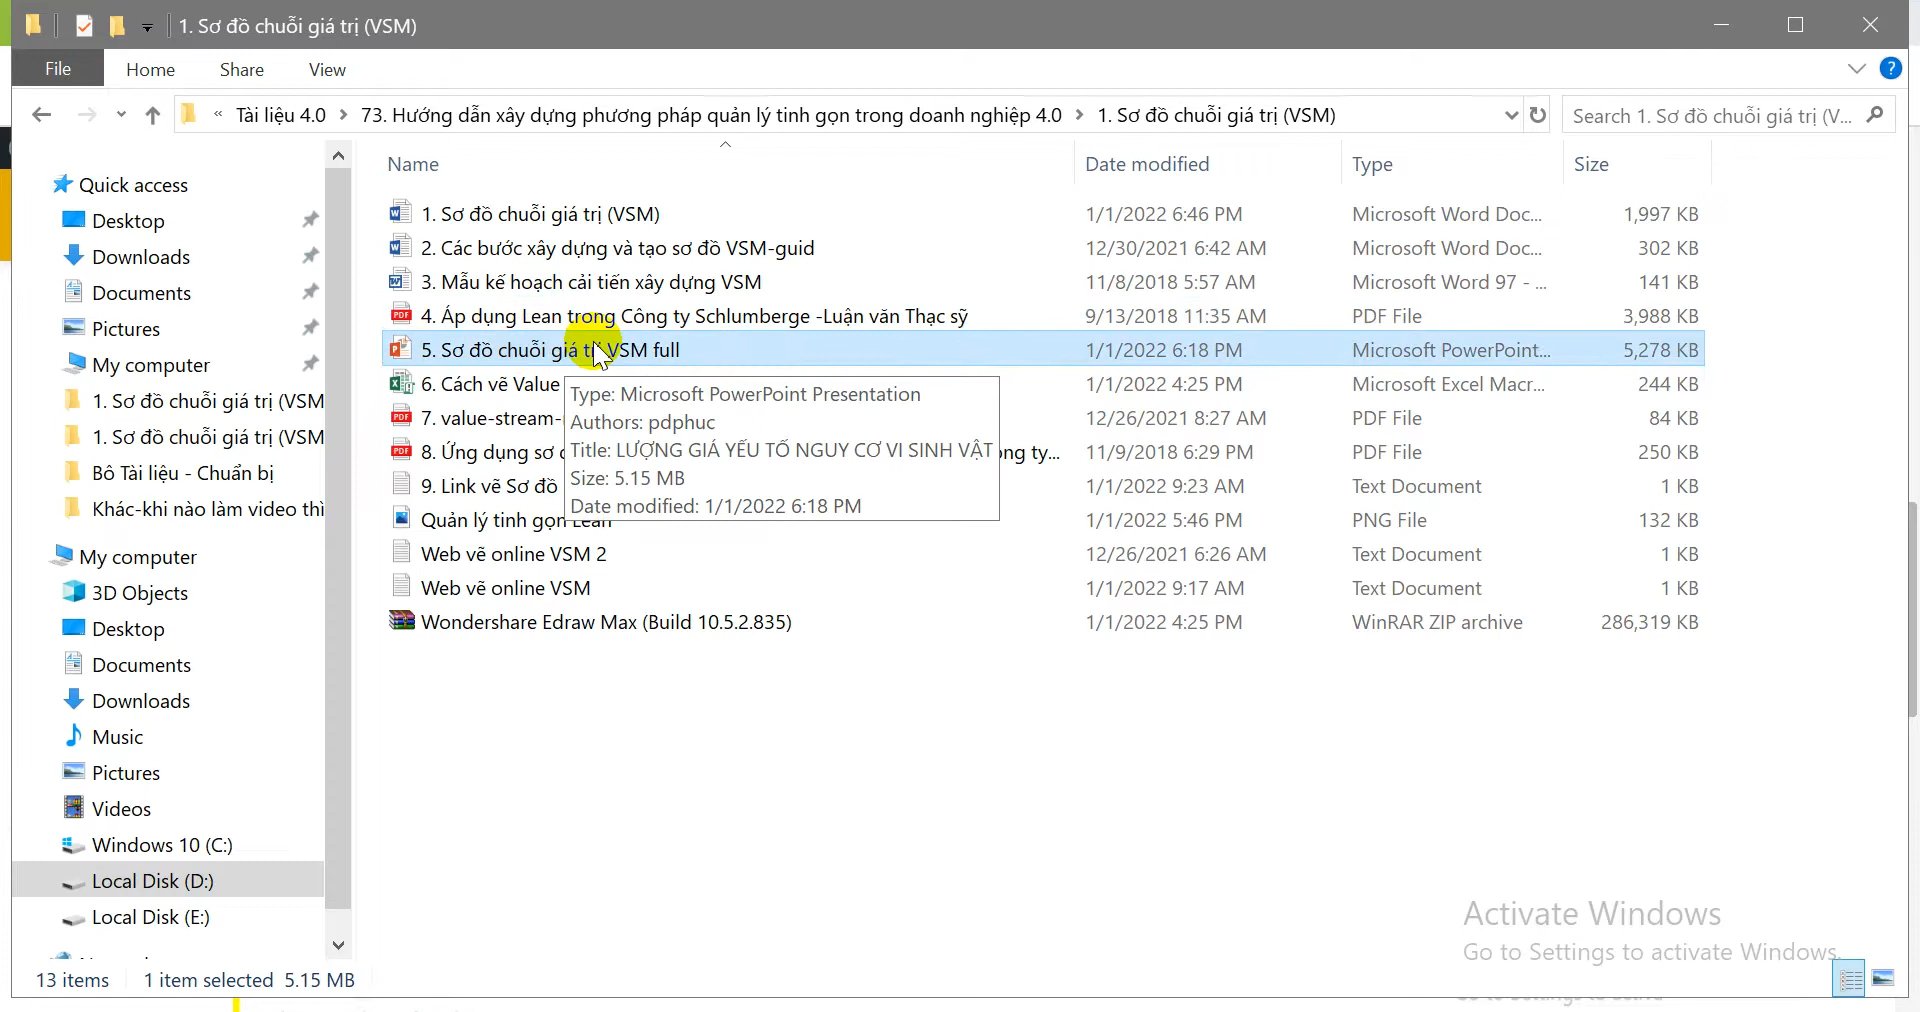 1. Sơ đồ chuỗi giá trị (VSM)
File Home Share View
« Tài liệu 4.0 > 73. Hướng dẫn xây dựng phương pháp quản lý tinh gọn trong doanh nghiệp 4.0 > 1. Sơ đồ chuỗi giá trị (VSM)
Search 1. Sơ đồ chuỗi giá trị (V...
Quick access
Desktop
Downloads
Documents
Pictures
My computer
1. Sơ đồ chuỗi giá trị (VSM
1. Sơ đồ chuỗi giá trị (VSM
Bô Tài liệu - Chuẩn bị
Khác-khi nào làm video thì
My computer
3D Objects
Desktop
Documents
Downloads
Music
Pictures
Videos
Windows 10 (C:)
Local Disk (D:)
Local Disk (E:)
Name Date modified Type Size
1. Sơ đồ chuỗi giá trị (VSM) 1/1/2022 6:46 PM Microsoft Word Doc... 1,997 KB
2. Các bước xây dựng và tạo sơ đồ VSM-guid 12/30/2021 6:42 AM Microsoft Word Doc... 302 KB
3. Mẫu kế hoạch cải tiến xây dựng VSM 11/8/2018 5:57 AM Microsoft Word 97 - ... 141 KB
4. Áp dụng Lean trong Công ty Schlumberge -Luận văn Thạc sỹ 9/13/2018 11:35 AM PDF File 3,988 KB
5. Sơ đồ chuỗi giá trị VSM full 1/1/2022 6:18 PM Microsoft PowerPoint... 5,278 KB
6. Cách vẽ Value 1/1/2022 4:25 PM Microsoft Excel Macr... 244 KB
7. value-stream- 12/26/2021 8:27 AM PDF File 84 KB
8. Ứng dụng sơ ty... 11/9/2018 6:29 PM PDF File 250 KB
9. Link vẽ Sơ đồ 1/1/2022 9:23 AM Text Document 1 KB
Quản lý tinh gọn Lean 1/1/2022 5:46 PM PNG File 132 KB
Web vẽ online VSM 2 12/26/2021 6:26 AM Text Document 1 KB
Web vẽ online VSM 1/1/2022 9:17 AM Text Document 1 KB
Wondershare Edraw Max (Build 10.5.2.835) 1/1/2022 4:25 PM WinRAR ZIP archive 286,319 KB
Type: Microsoft PowerPoint Presentation
Authors: pdphuc
Title: LƯỢNG GIÁ YẾU TỐ NGUY CƠ VI SINH VẬT
Size: 5.15 MB
Date modified: 1/1/2022 6:18 PM
Activate Windows
Go to Settings to activate Windows.
13 items 1 item selected 5.15 MB